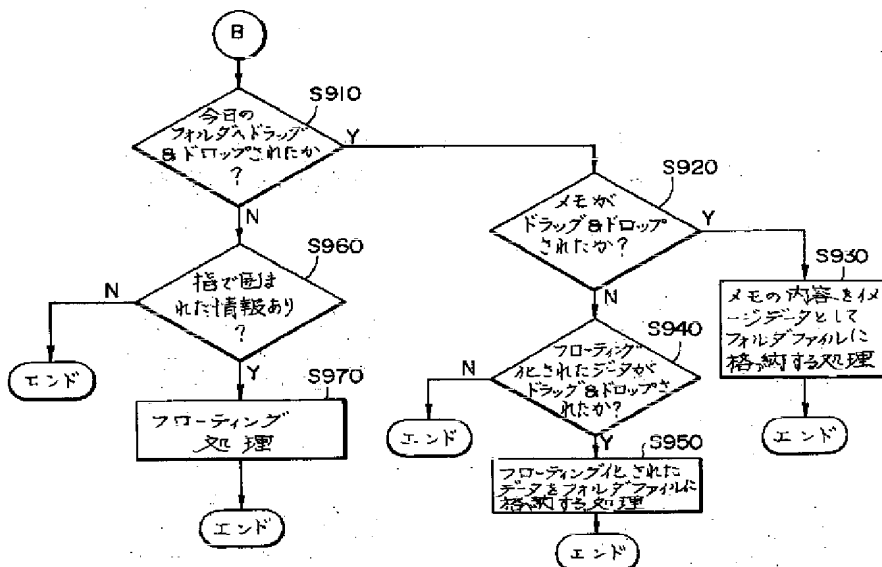 B
S910
今日の
フォルダへドラッグ
&ドロップされたか
?
Y
N
S920
メモが
ドラッグ&ドロップ
されたか?
Y
N
S930
メモの内容をイメ
ージデータとして
フォルダファイルに
格納する処理
エンド
S960
指で囲ま
れた情報あり
?
N
Y
エンド
S970
フローティング
処理
エンド
S940
フローティング
化されたデータが
ドラッグ&ドロップさ
れたか?
N
Y
エンド
S950
フローティング化された
データをフォルダファイルに
格納する処理
エンド